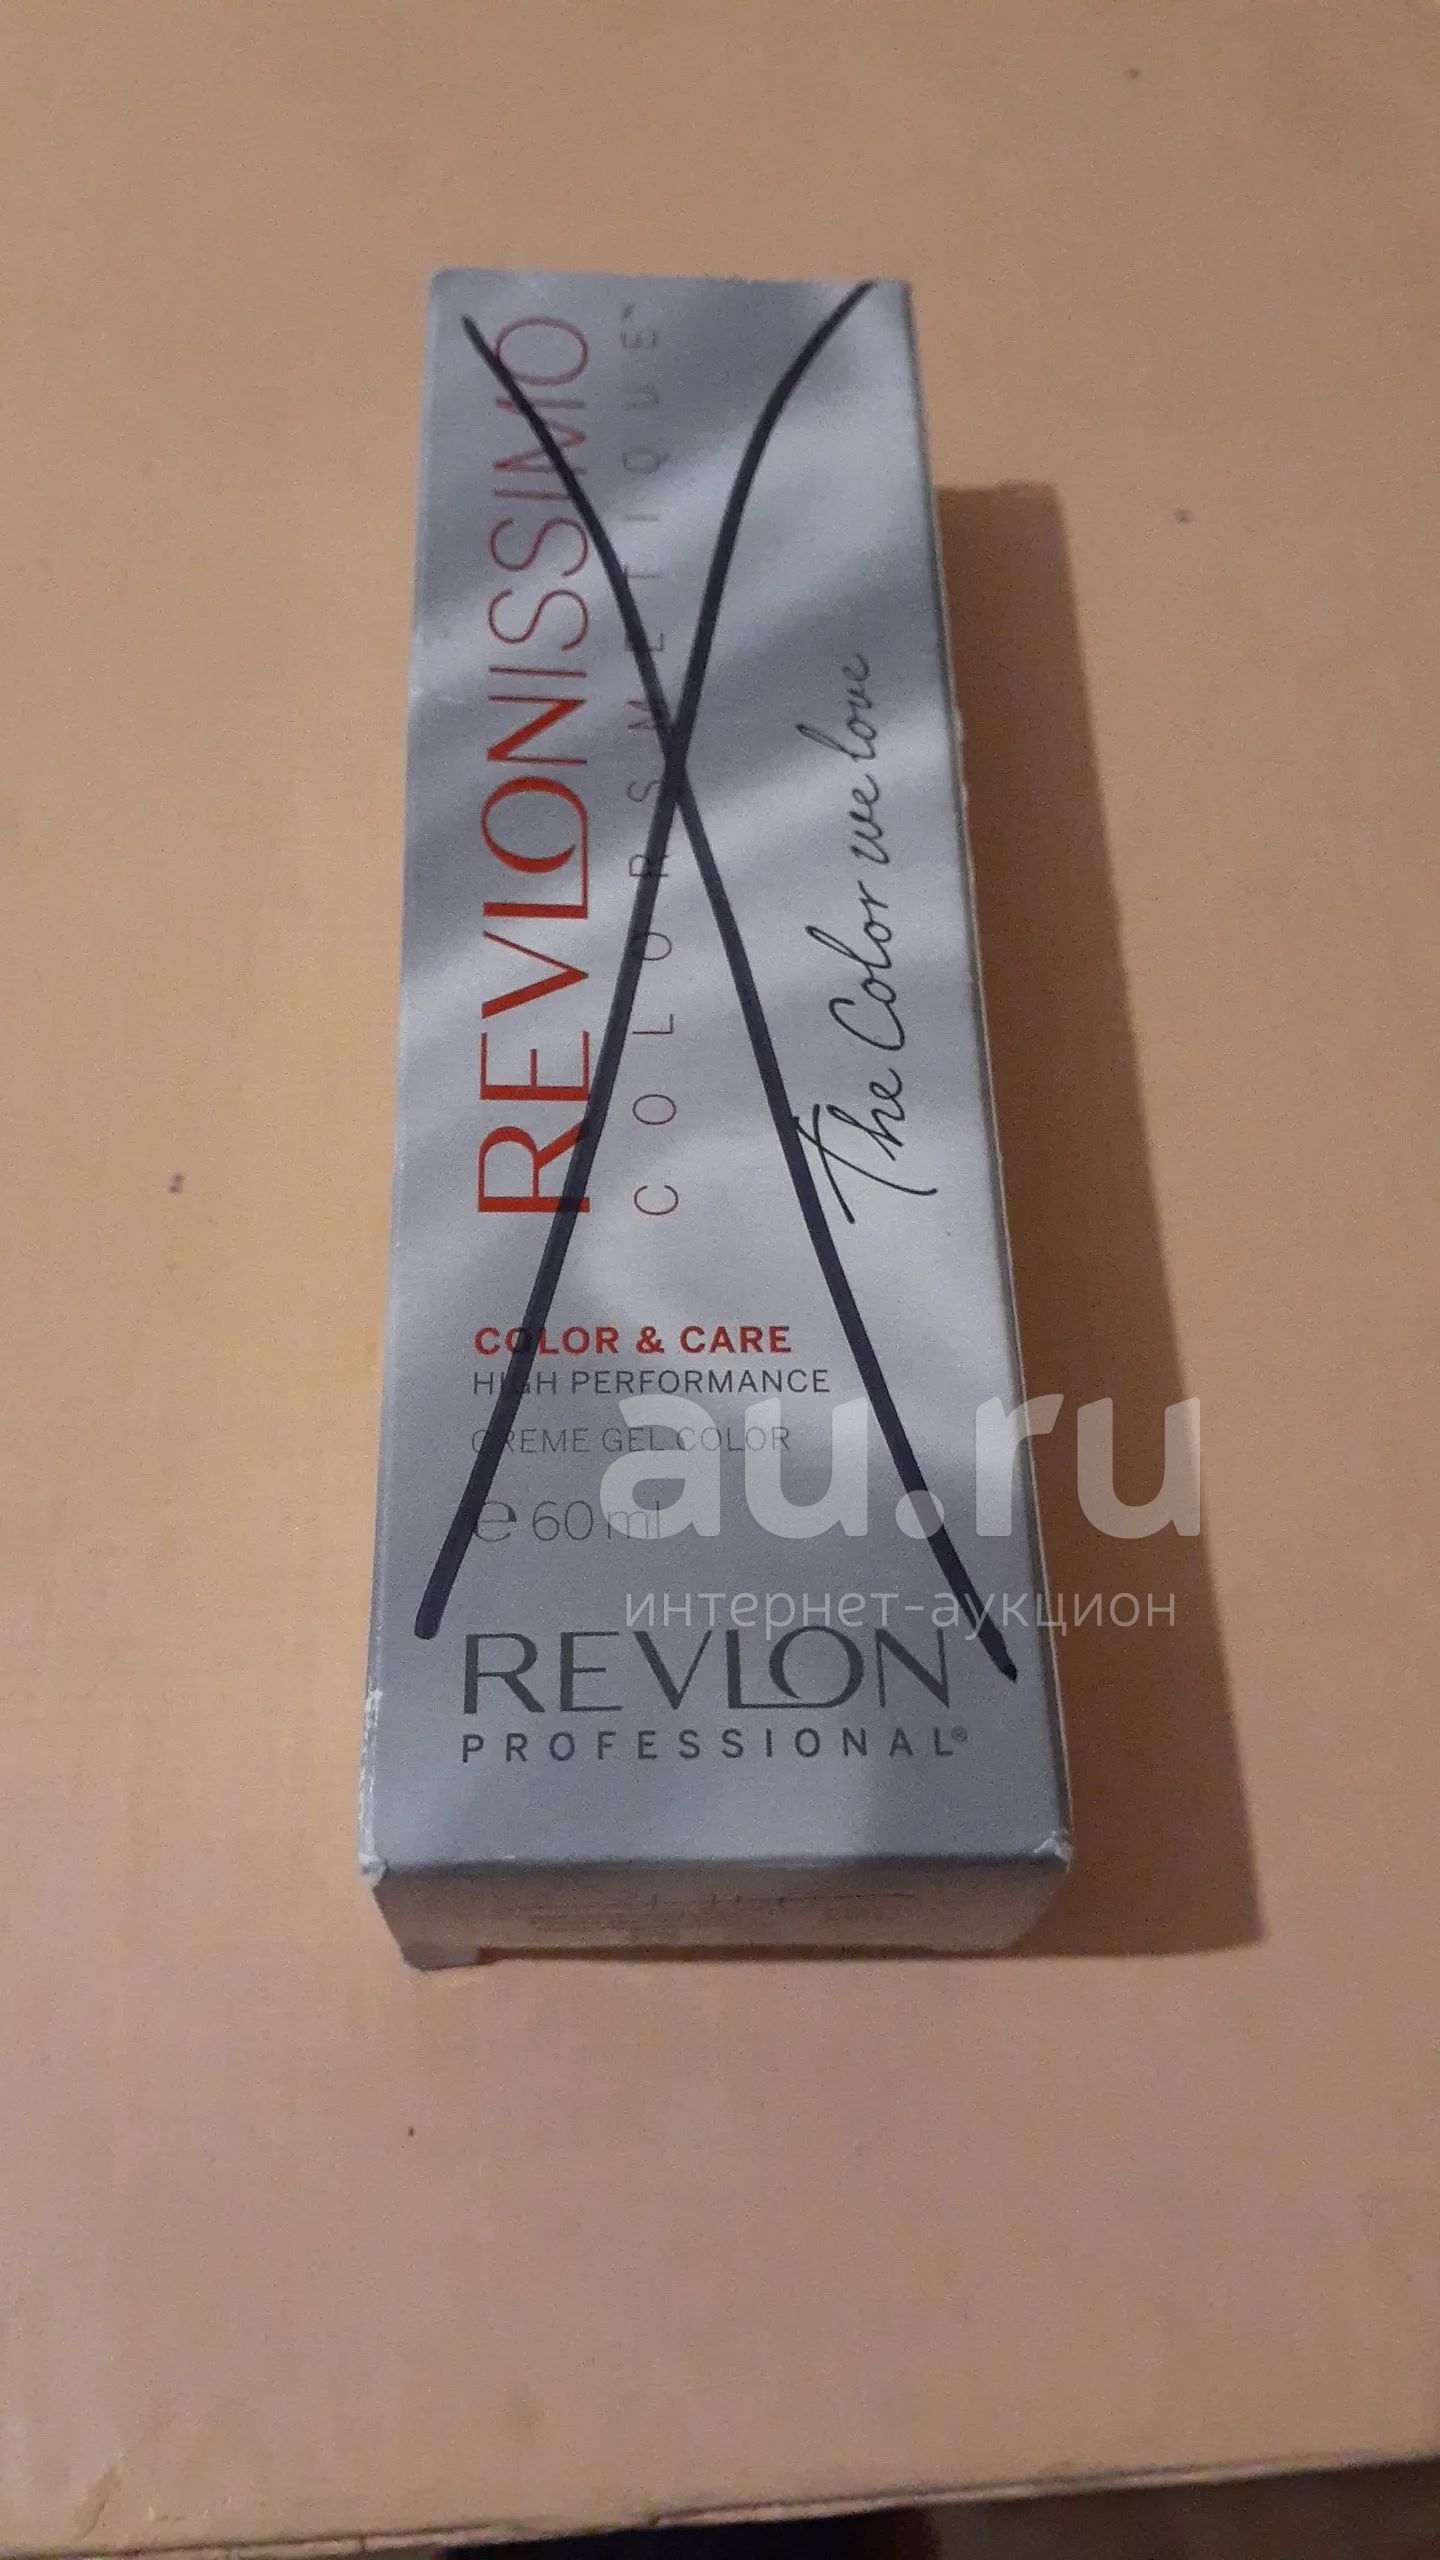 REVLONISSIMO
COLORSMETIQUE™
The Color we love
COLOR & CARE
HIGH PERFORMANCE
CREME GEL COLOR
e 60 ml
REVLON
PROFESSIONAL®
au.ru
интернет-аукцион